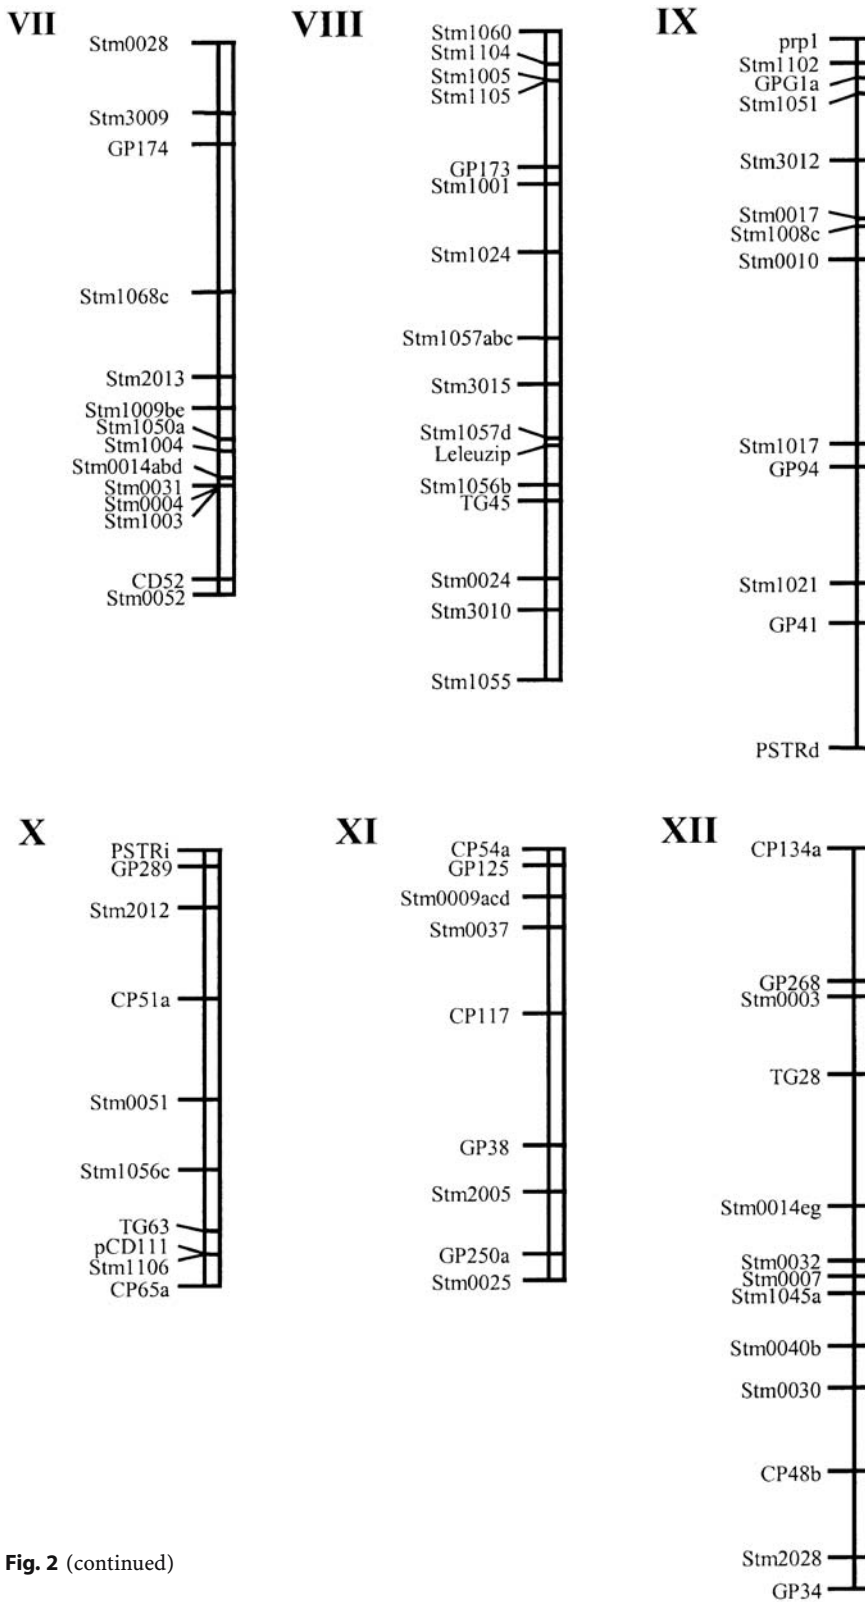 VII
Stm0028
Stm3009
GP174
Stm1068c
Stm2013
Stm1009be
Stm1050a
Stm1004
Stm0014abd
Stm0031
Stm0004
Stm1003
CD52
Stm0052
VIII
Stm1060
Stm1104
Stm1005
Stm1105
GP173
Stm1001
Stm1024
Stm1057abc
Stm3015
Stm1057d
Leleuzip
Stm1056b
TG45
Stm0024
Stm3010
Stm1055
IX
prp1
Stm1102
GPG1a
Stm1051
Stm3012
Stm0017
Stm1008c
Stm0010
Stm1017
GP94
Stm1021
GP41
PSTRd
X
PSTRi
GP289
Stm2012
CP51a
Stm0051
Stm1056c
TG63
pCD111
Stm1106
CP65a
XI
CP54a
GP125
Stm0009acd
Stm0037
CP117
GP38
Stm2005
GP250a
Stm0025
XII
CP134a
GP268
Stm0003
TG28
Stm0014eg
Stm0032
Stm0007
Stm1045a
Stm0040b
Stm0030
CP48b
Stm2028
GP34
Fig. 2 (continued)